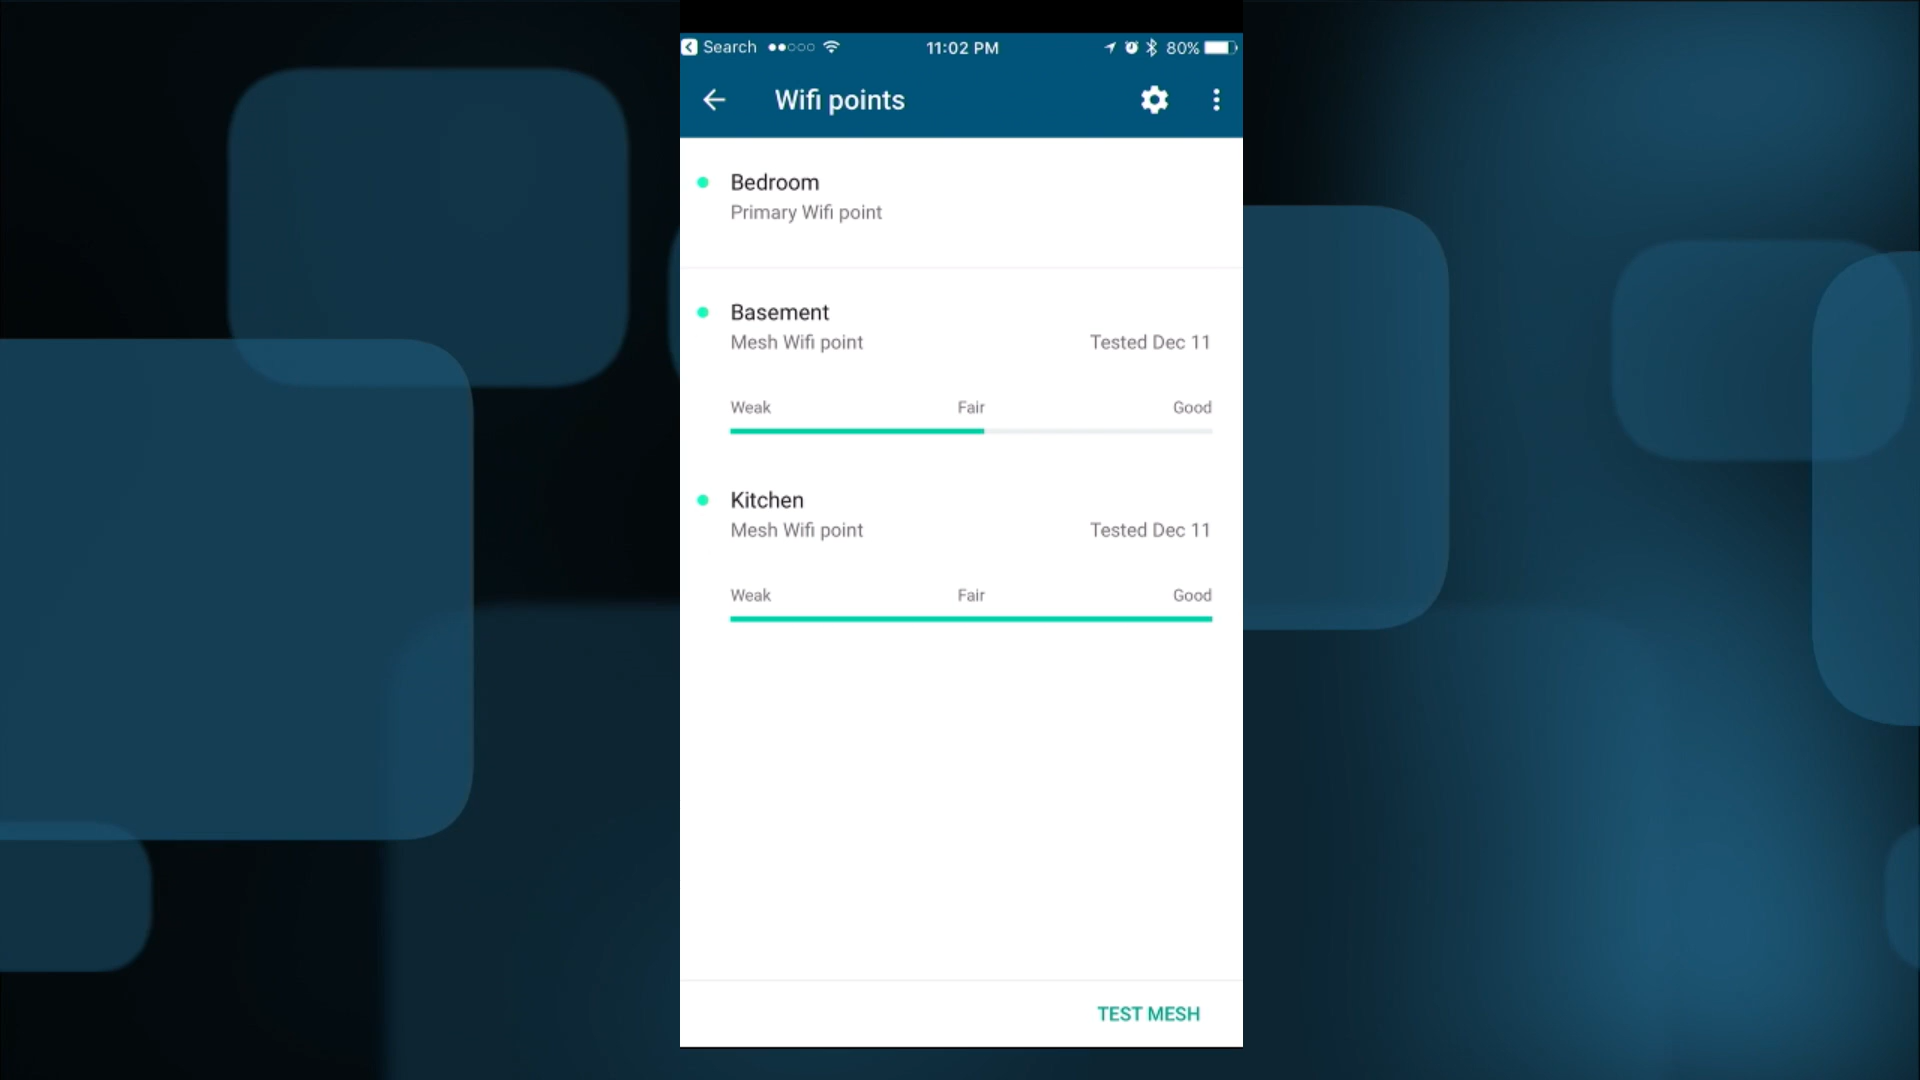 Search 11:02 PM 80%
Wifi points
Bedroom
Primary Wifi point
Basement
Mesh Wifi point Tested Dec 11
Weak Fair Good
Kitchen
Mesh Wifi point Tested Dec 11
Weak Fair Good
TEST MESH